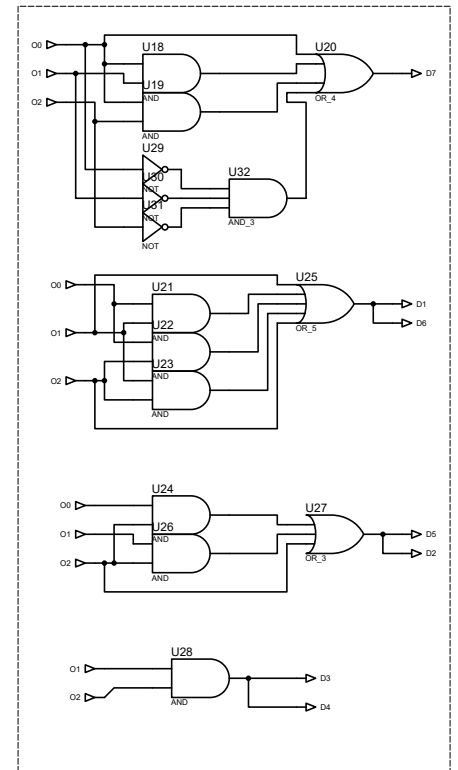 U18
U20
O0
O1
D7
U19
AND
O2
OR_4
AND
U29
U30
NOT
U32
U31
NOT
AND_3
NOT
O0
U21
U25
D1
O1
U22
D6
OR_5
U23
AND
O2
AND
AND
O0
U24
U27
O1
U26
D5
AND
D2
O2
OR_3
AND
O1
U28
D3
O2
AND
D4